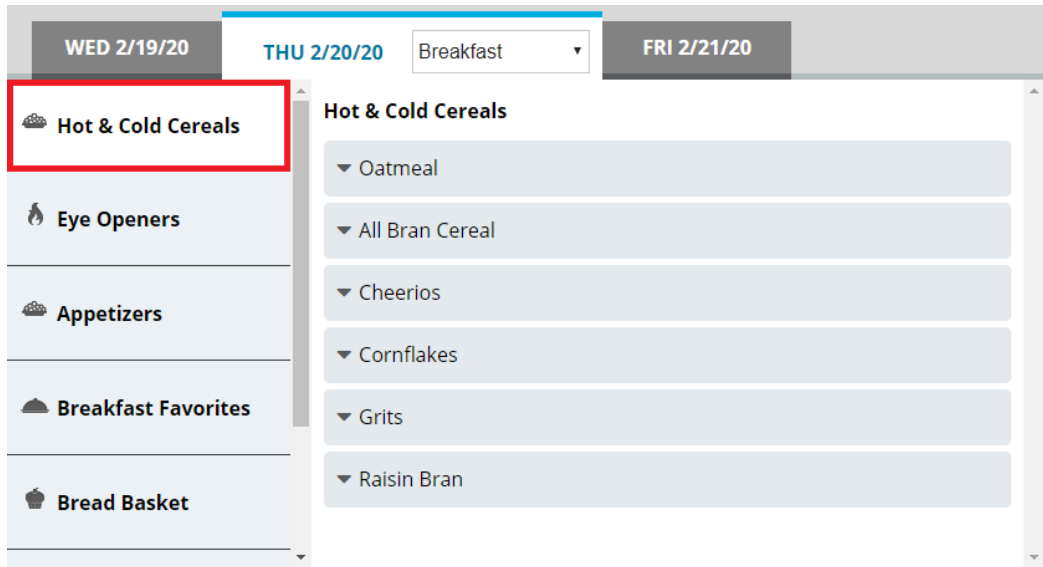 WED 2/19/20
THU 2/20/20
Breakfast
FRI 2/21/20
Hot & Cold Cereals
Eye Openers
Appetizers
Breakfast Favorites
Bread Basket
Hot & Cold Cereals
Oatmeal
All Bran Cereal
Cheerios
Cornflakes
Grits
Raisin Bran